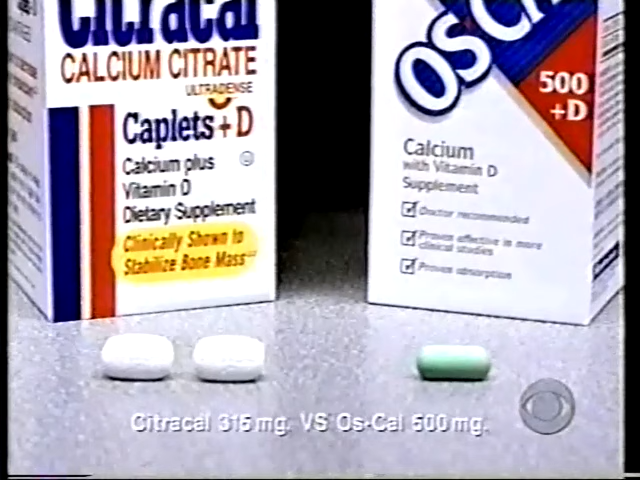 Citracal
CALCIUM CITRATE
ULTRADENSE
Caplets + D
Calcium plus
Vitamin D
Dietary Supplement
Clinically Shown to
Stabilize Bone Mass
OsCa
500
+D
Calcium
with Vitamin D
Supplement
Doctor recommended
Proven effective in more
clinical studies
Proven absorption
Citracal 315 mg. VS Os-Cal 500 mg.